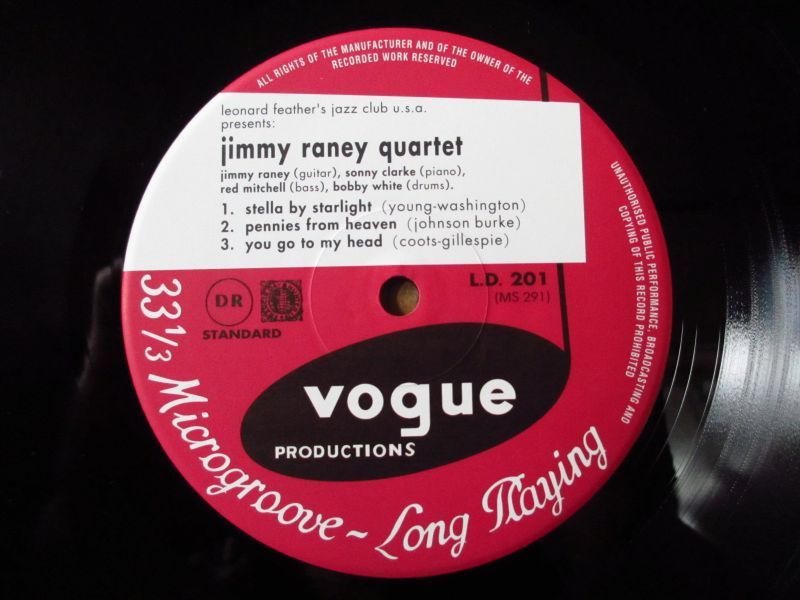 ALL RIGHTS OF THE MANUFACTURER AND OF THE OWNER OF THE
RECORDED WORK RESERVED
leonard feather's jazz club u.s.a.
presents:
jimmy raney quartet
jimmy raney (guitar), sonny clarke (piano),
red mitchell (bass), bobby white (drums).
1. stella by starlight (young-washington)
2. pennies from heaven (johnson burke)
3. you go to my head (coots-gillespie)
UNAUTHORISED PUBLIC PERFORMANCE, BROADCASTING AND
COPYING OF THIS RECORD PROHIBITED
DR
STANDARD
L.D. 201
(MS 291)
vogue
PRODUCTIONS
33 1/3 Microgroove ~ Long Playing